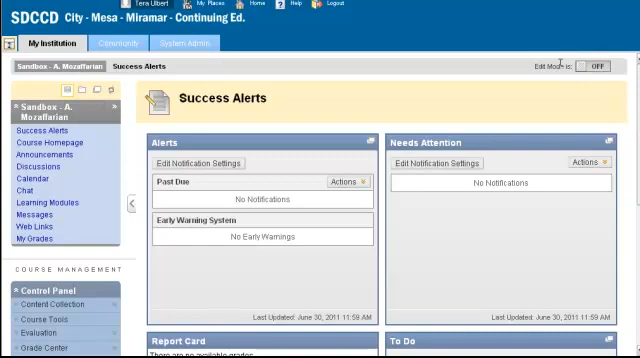 Tera Ulbert My Places Home Help Logout
SDCCD City - Mesa - Miramar - Continuing Ed.
My Institution Community System Admin
Sandbox - A. Mozaffarian Success Alerts Edit Mode is: OFF
Sandbox - A. Mozaffarian
Success Alerts
Course Homepage
Announcements
Discussions
Calendar
Chat
Learning Modules
Messages
Web Links
My Grades
COURSE MANAGEMENT
Control Panel
Content Collection
Course Tools
Evaluation
Grade Center
Success Alerts
Alerts
Edit Notification Settings
Past Due Actions
No Notifications
Early Warning System
No Early Warnings
Last Updated: June 30, 2011 11:59 AM
Needs Attention
Edit Notification Settings
Actions
No Notifications
Last Updated: June 30, 2011 11:59 AM
Report Card
There are no available grades
To Do